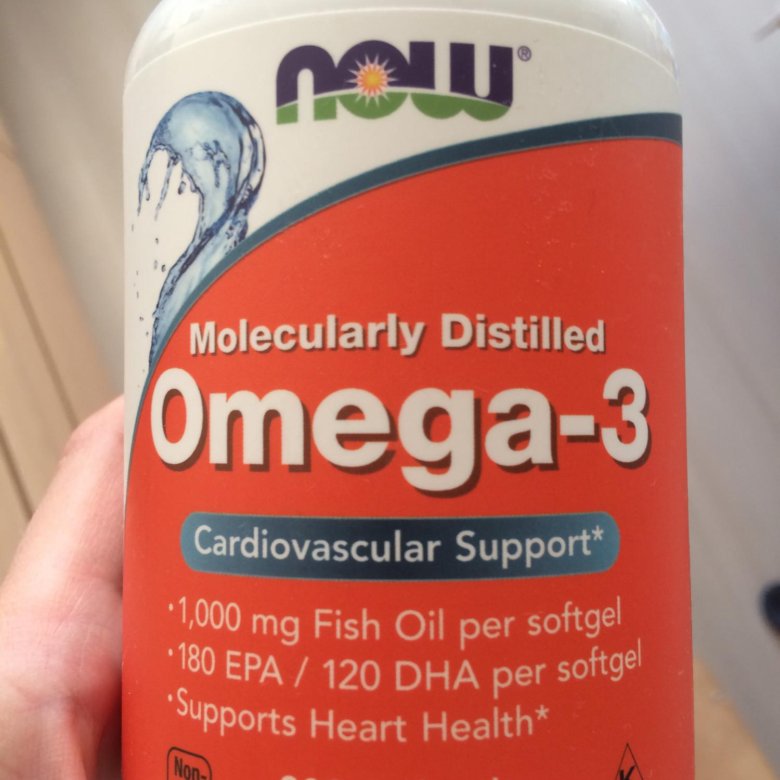 NOW®
Molecularly Distilled
Omega-3
Cardiovascular Support*
·1,000 mg Fish Oil per softgel
·180 EPA / 120 DHA per softgel
·Supports Heart Health*
Non-